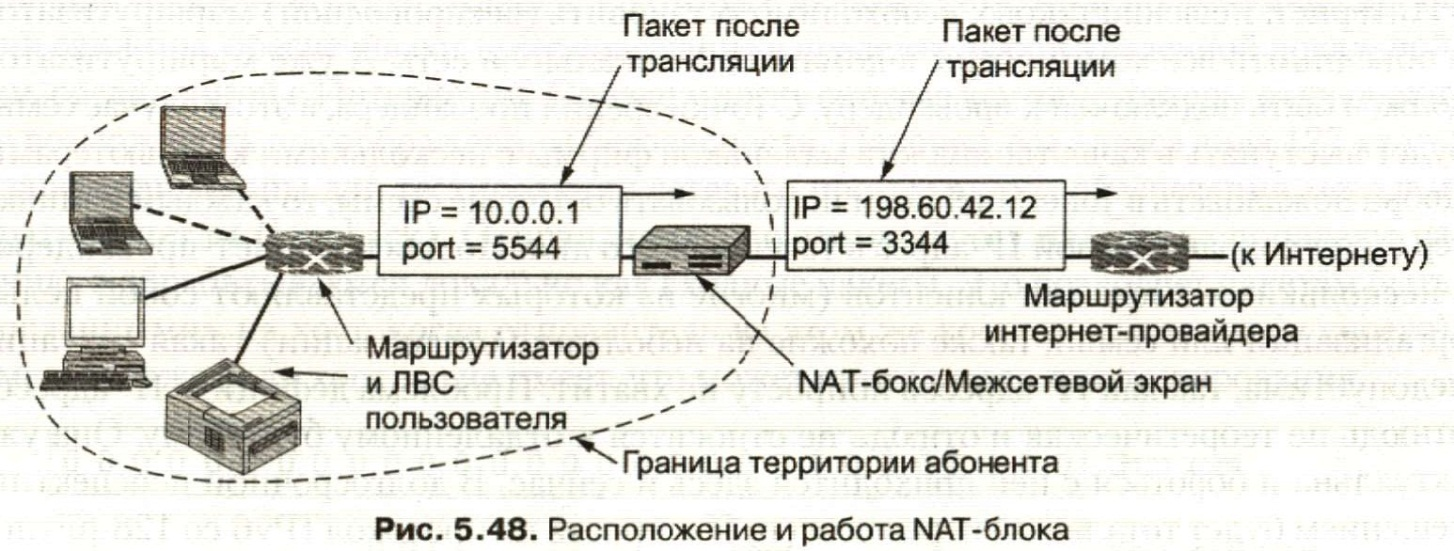 Пакет после
трансляции
Пакет после
трансляции
IP = 10.0.0.1
port = 5544
IP = 198.60.42.12
port = 3344
(к Интернету)
Маршрутизатор
интернет-провайдера
Маршрутизатор
и ЛВС
пользователя
NAT-бокс/Межсетевой экран
Граница территории абонента
Рис. 5.48. Расположение и работа NAT-блока